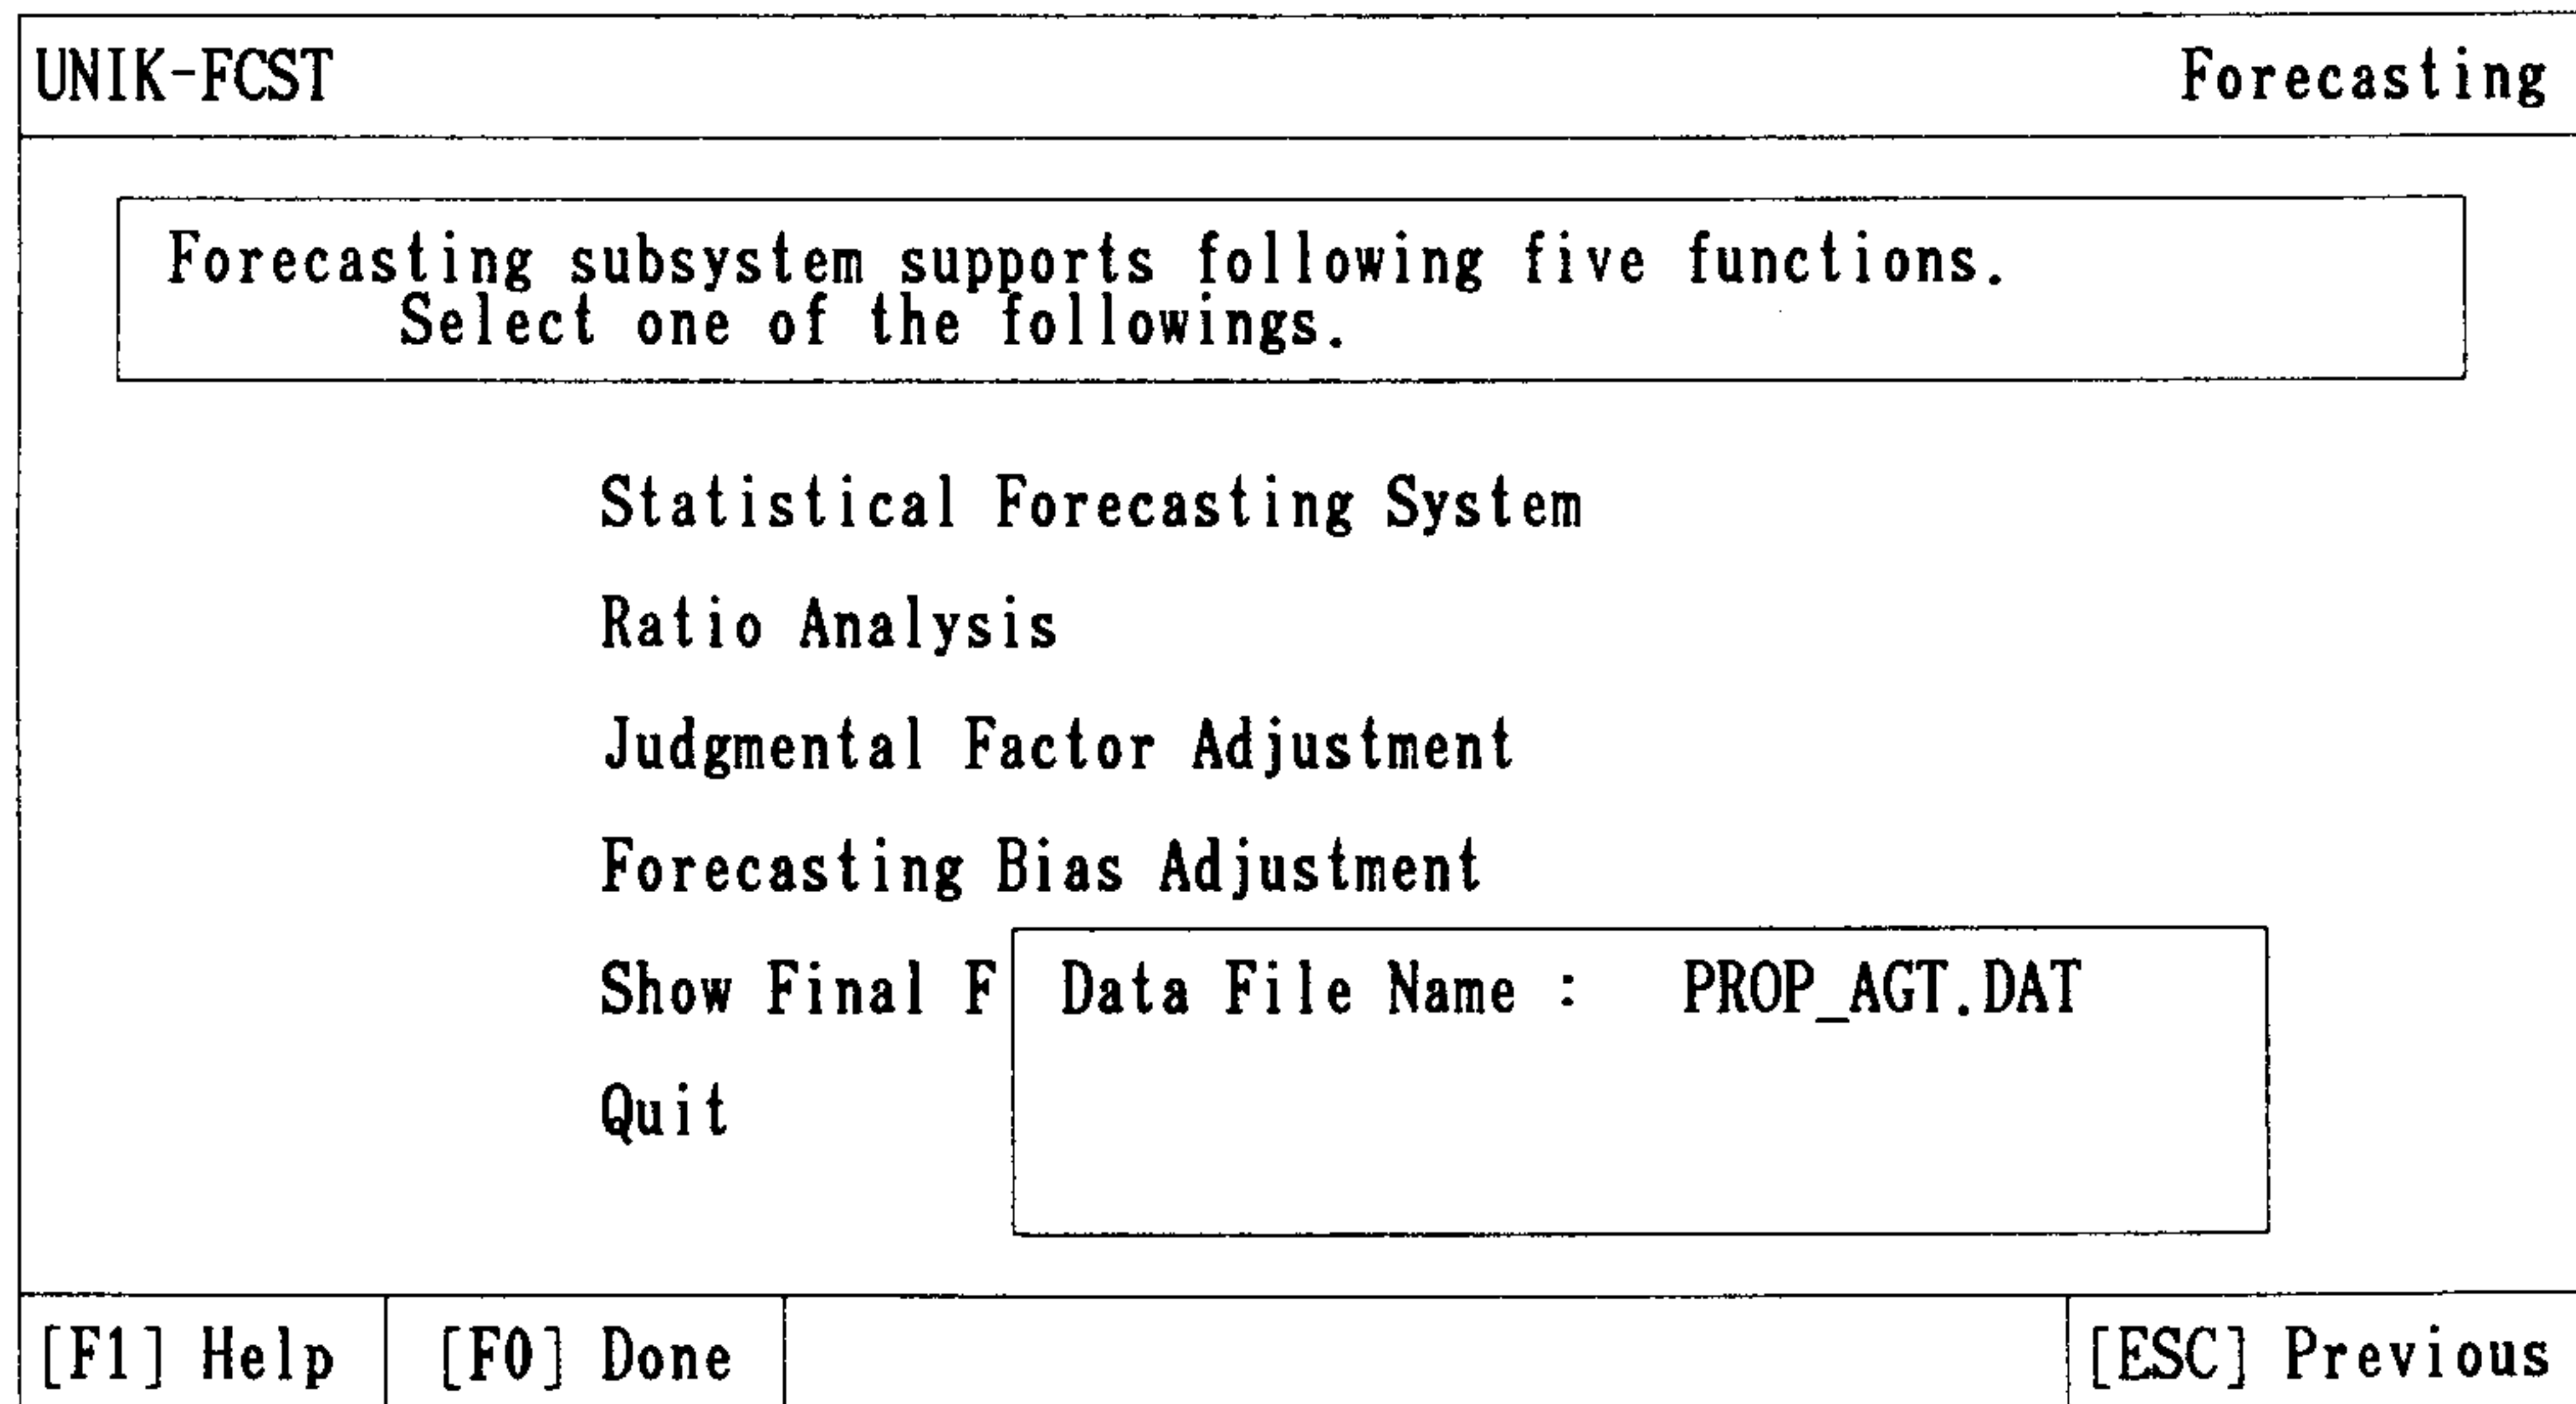 UNIK-FCST Forecasting
Forecasting subsystem supports following five functions.
Select one of the followings.
Statistical Forecasting System
Ratio Analysis
Judgmental Factor Adjustment
Forecasting Bias Adjustment
Show Final F
Data File Name : PROP_AGT.DAT
Quit
[F1] Help [F0] Done [ESC] Previous